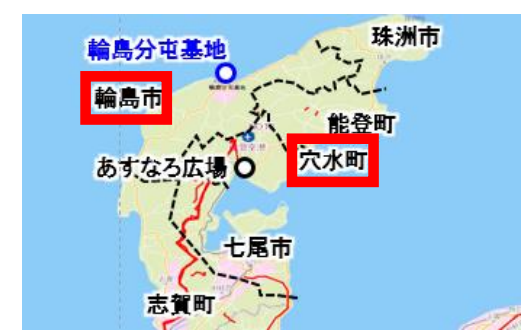 珠洲市
輪島分屯基地
輪島市
能登町
穴水町
あすなろ広場
七尾市
志賀町